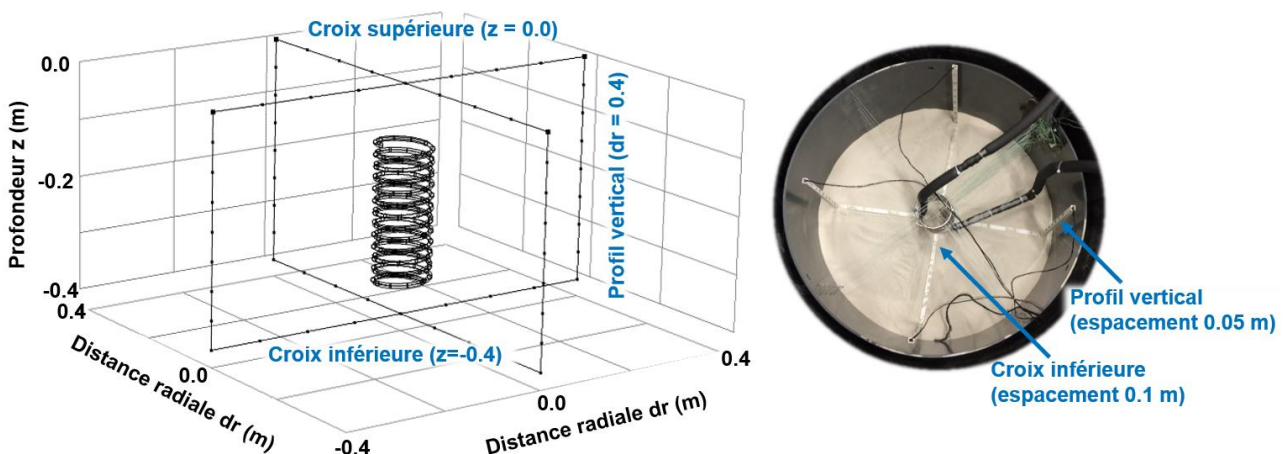 Croix supérieure (z = 0.0)
0.0
Profondeur z (m)
-0.2
-0.4
Profil vertical (dr = 0.4)
0.4
Croix inférieure (z=-0.4)
0.4
0.0
0.0
Distance radiale dr (m)
Distance radiale dr (m)
-0.4
Profil vertical
(espacement 0.05 m)
Croix inférieure
(espacement 0.1 m)